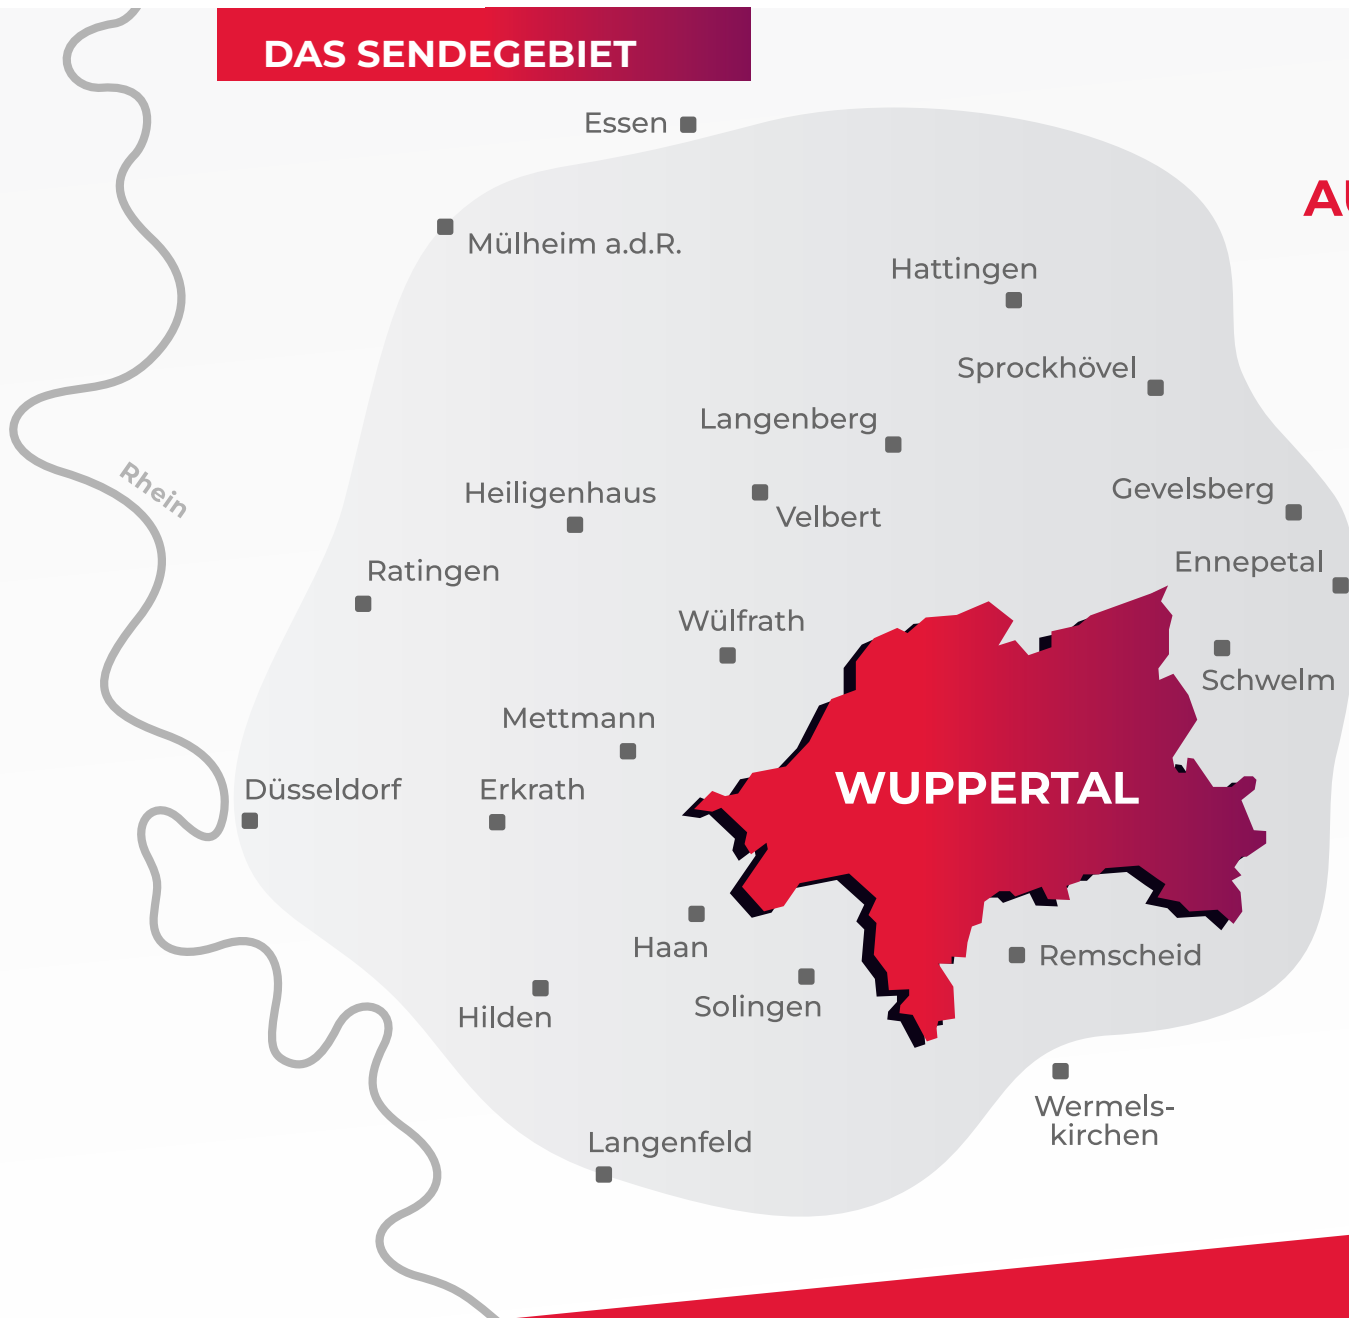 DAS SENDEGEBIET
Essen
AU
Mülheim a.d.R.
Hattingen
Sprockhövel
Langenberg
Rhein
Heiligenhaus
Velbert
Gevelsberg
Ennepetal
Ratingen
Wülfrath
Schwelm
Mettmann
Düsseldorf
Erkrath
WUPPERTAL
Haan
Remscheid
Solingen
Hilden
Wermels-
kirchen
Langenfeld